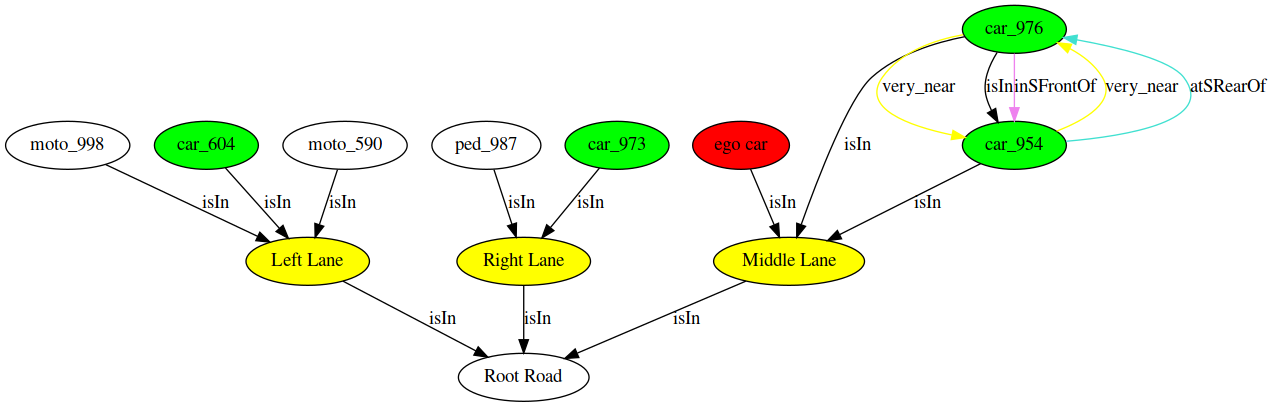 car_976
very_near
isIn
inSFrontOf
very_near
atSRearOf
moto_998
car_604
moto_590
ped_987
car_973
ego car
isIn
car_954
isIn
isIn
isIn
isIn
isIn
isIn
isIn
Left Lane
Right Lane
Middle Lane
isIn
isIn
isIn
Root Road